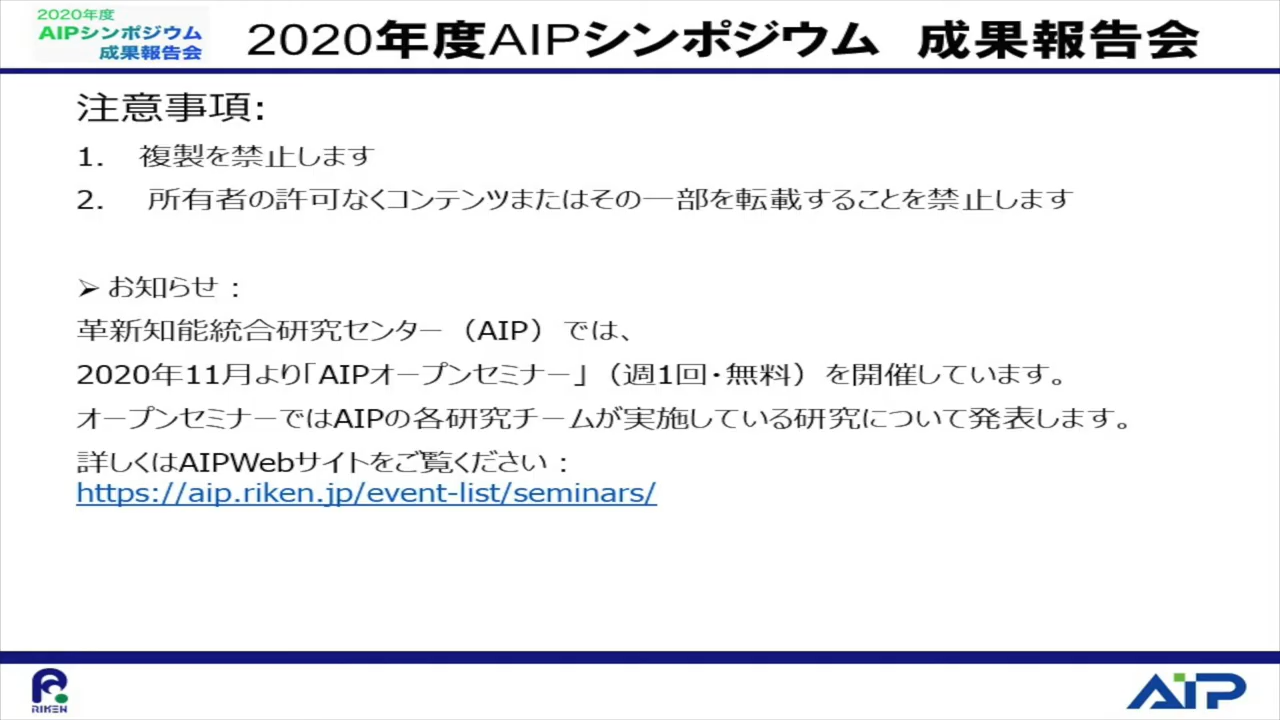 2020年度
AIPシンポジウム
成果報告会
2020年度AIPシンポジウム 成果報告会
注意事項:
1. 複製を禁止します
2. 所有者の許可なくコンテンツまたはその一部を転載することを禁止します
➢ お知らせ：
革新知能統合研究センター（AIP）では、
2020年11月より「AIPオープンセミナー」（週1回・無料）を開催しています。
オープンセミナーではAIPの各研究チームが実施している研究について発表します。
詳しくはAIPWebサイトをご覧ください：
https://aip.riken.jp/event-list/seminars/
RIKEN
AIP